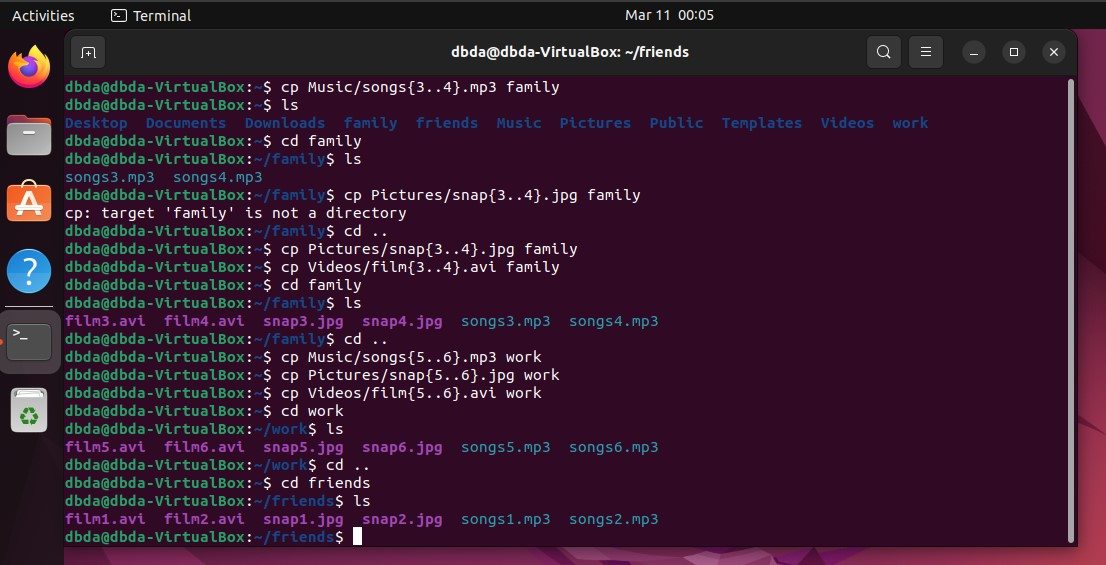 Activities Terminal Mar 11 00:05
dbda@dbda-VirtualBox: ~/friends
dbda@dbda-VirtualBox:~$ cp Music/songs{3..4}.mp3 family
dbda@dbda-VirtualBox:~$ ls
Desktop Documents Downloads family friends Music Pictures Public Templates Videos work
dbda@dbda-VirtualBox:~$ cd family
dbda@dbda-VirtualBox:~/family$ ls
songs3.mp3 songs4.mp3
dbda@dbda-VirtualBox:~/family$ cp Pictures/snap{3..4}.jpg family
cp: target 'family' is not a directory
dbda@dbda-VirtualBox:~/family$ cd ..
dbda@dbda-VirtualBox:~$ cp Pictures/snap{3..4}.jpg family
dbda@dbda-VirtualBox:~$ cp Videos/film{3..4}.avi family
dbda@dbda-VirtualBox:~$ cd family
dbda@dbda-VirtualBox:~/family$ ls
film3.avi film4.avi snap3.jpg snap4.jpg songs3.mp3 songs4.mp3
dbda@dbda-VirtualBox:~/family$ cd ..
dbda@dbda-VirtualBox:~$ cp Music/songs{5..6}.mp3 work
dbda@dbda-VirtualBox:~$ cp Pictures/snap{5..6}.jpg work
dbda@dbda-VirtualBox:~$ cp Videos/film{5..6}.avi work
dbda@dbda-VirtualBox:~$ cd work
dbda@dbda-VirtualBox:~/work$ ls
film5.avi film6.avi snap5.jpg snap6.jpg songs5.mp3 songs6.mp3
dbda@dbda-VirtualBox:~/work$ cd ..
dbda@dbda-VirtualBox:~$ cd friends
dbda@dbda-VirtualBox:~/friends$ ls
film1.avi film2.avi snap1.jpg snap2.jpg songs1.mp3 songs2.mp3
dbda@dbda-VirtualBox:~/friends$